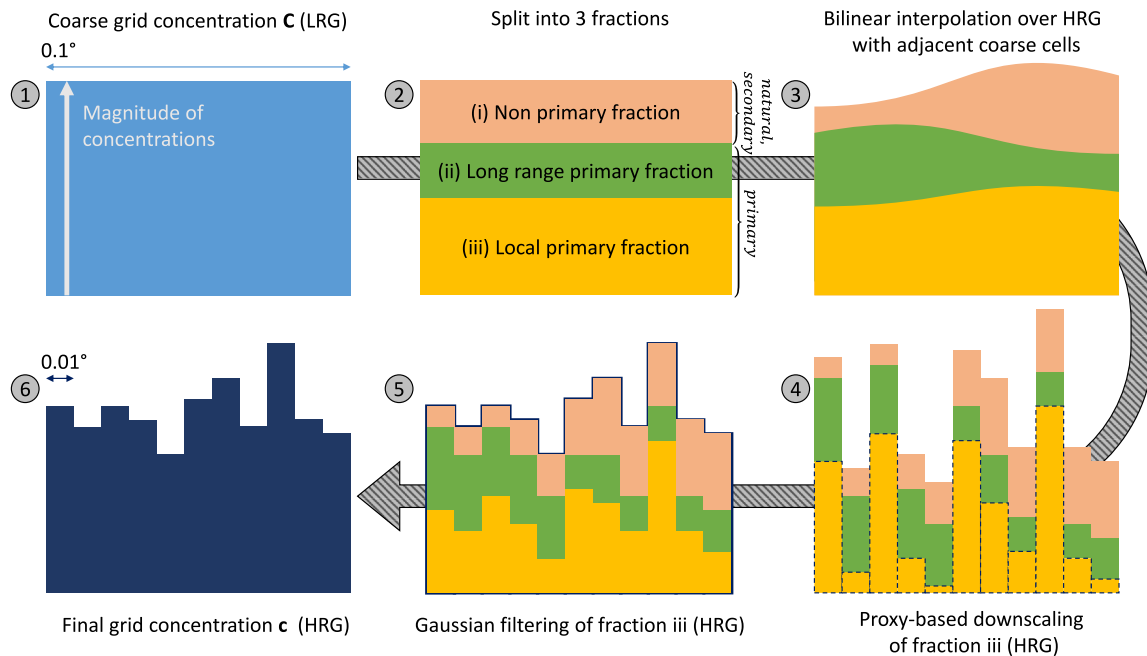 Coarse grid concentration C (LRG)
0.1°
1
Magnitude of
concentrations
Split into 3 fractions
2
(i) Non primary fraction
(ii) Long range primary fraction
(iii) Local primary fraction
natural,
secondary
primary
Bilinear interpolation over HRG
with adjacent coarse cells
3
4
Proxy-based downscaling
of fraction iii (HRG)
5
Gaussian filtering of fraction iii (HRG)
0.01°
6
Final grid concentration c (HRG)